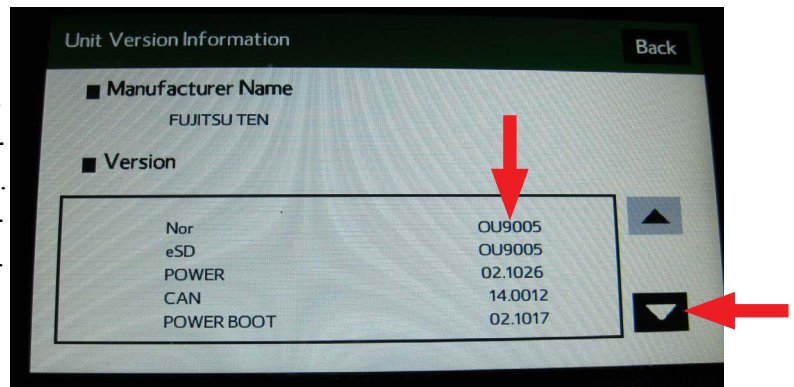 Unit Version Information
Back
■ Manufacturer Name
FUJITSU TEN
■ Version
Nor OU9005
eSD OU9005
POWER 02.1026
CAN 14.0012
POWER BOOT 02.1017